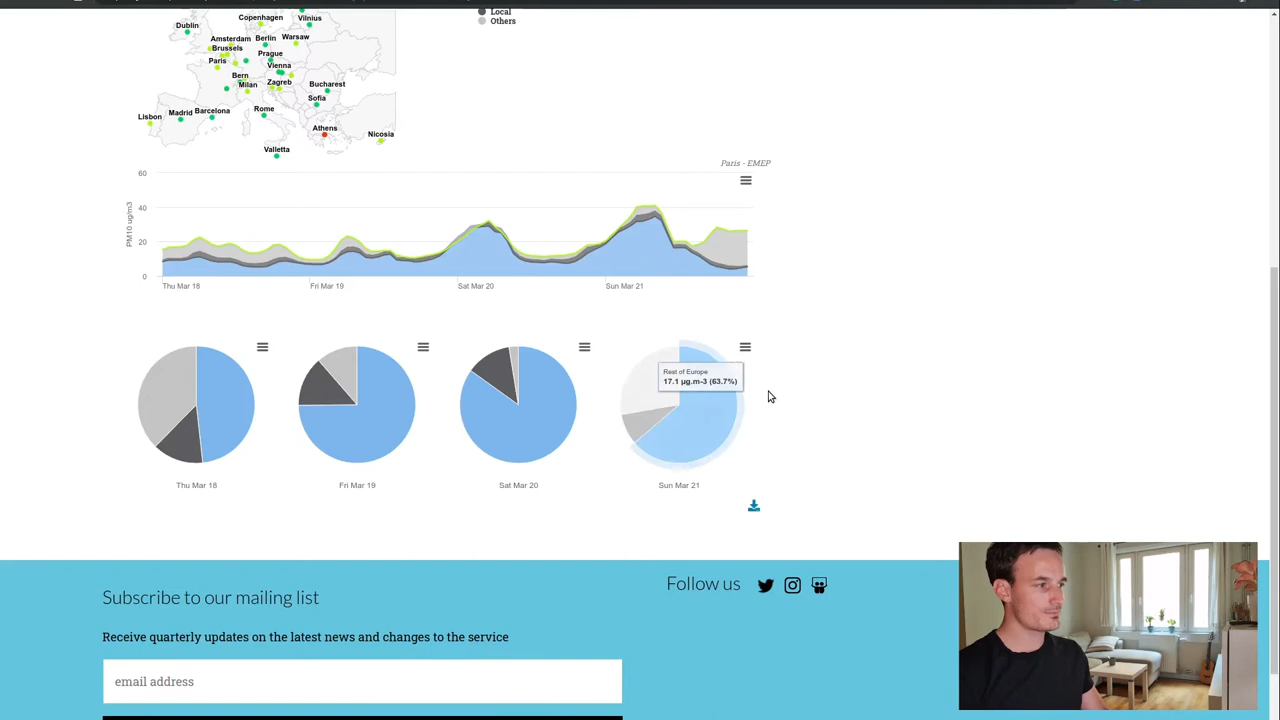 Local
Others
Copenhagen
Vilnius
Dublin
Amsterdam
Berlin
Warsaw
Brussels
Prague
Paris
Vienna
Bern
Milan
Zagreb
Bucharest
Sofia
Lisbon
Madrid
Barcelona
Rome
Athens
Nicosia
Valletta
Paris - EMEP
PM10 ug/m3
60
40
20
0
Thu Mar 18
Fri Mar 19
Sat Mar 20
Sun Mar 21
Rest of Europe
17.1 µg.m-3 (63.7%)
Thu Mar 18
Fri Mar 19
Sat Mar 20
Sun Mar 21
Follow us
Subscribe to our mailing list
Receive quarterly updates on the latest news and changes to the service
email address